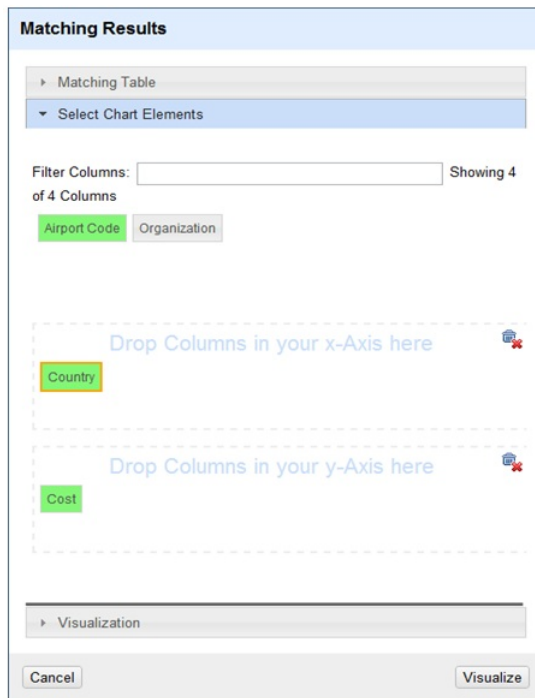 Matching Results
Matching Table
Select Chart Elements
Filter Columns: Showing 4
of 4 Columns
Airport Code Organization
Drop Columns in your x-Axis here
Country
Drop Columns in your y-Axis here
Cost
Visualization
Cancel Visualize